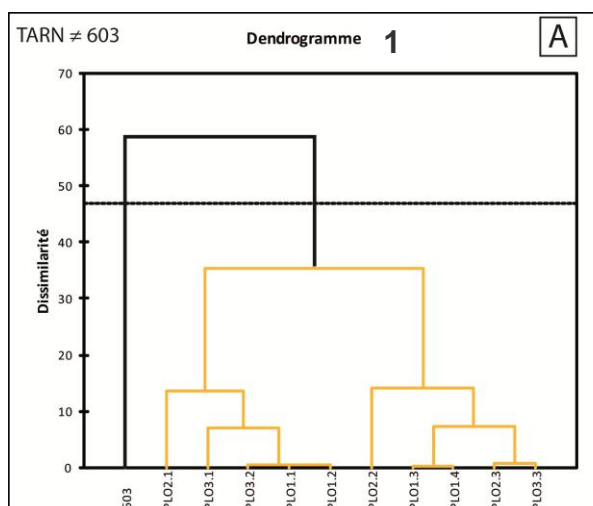 TARN ≠ 603
Dendrogramme 1
A
70
60
50
40
30
20
10
0
Dissimilarité
603
PLO2.1
PLO3.1
PLO3.2
PLO1.1
PLO1.2
PLO2.2
PLO1.3
PLO1.4
PLO2.3
PLO3.3